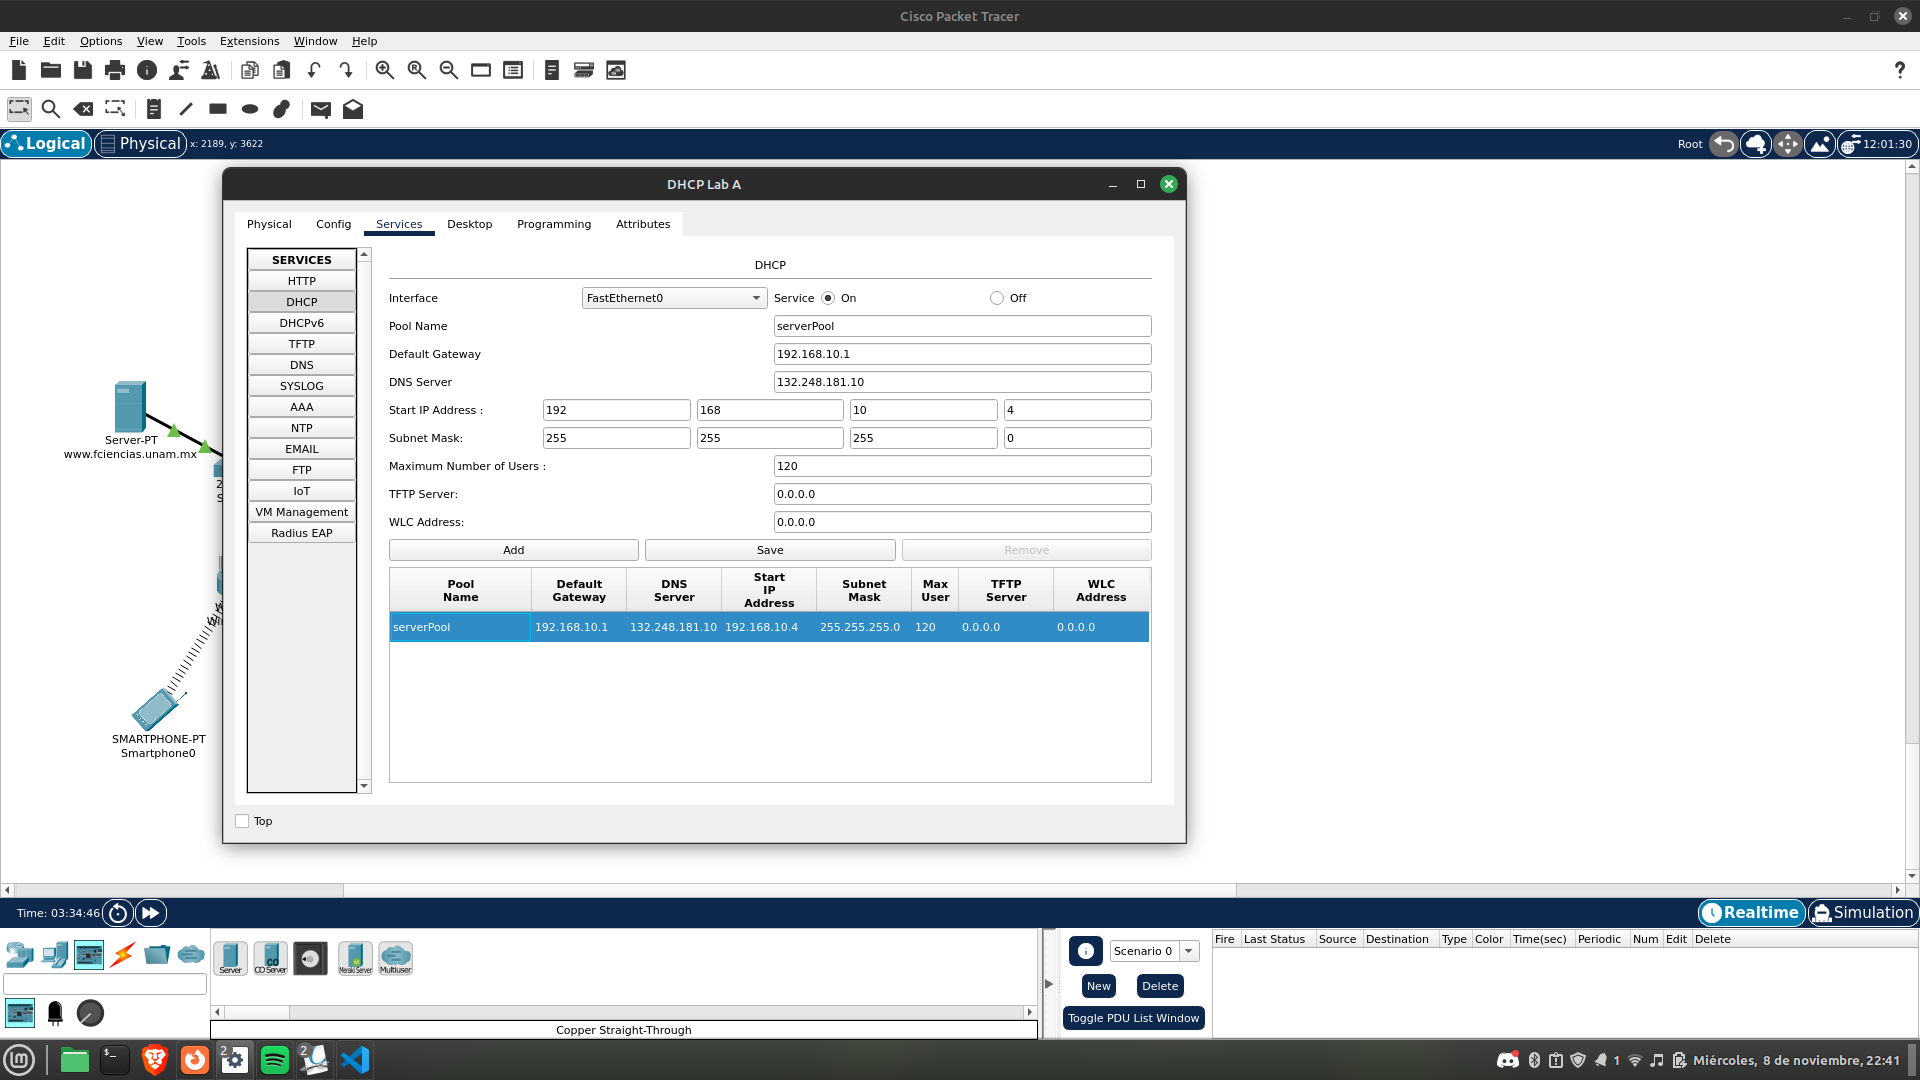 Cisco Packet Tracer
File Edit Options View Tools Extensions Window Help
Logical Physical x: 2189, y: 3622 Root 12:01:30
DHCP Lab A
Physical Config Services Desktop Programming Attributes
SERVICES
HTTP
DHCP
DHCPv6
TFTP
DNS
SYSLOG
AAA
NTP
EMAIL
FTP
IoT
VM Management
Radius EAP
DHCP
Interface FastEthernet0 Service On Off
Pool Name serverPool
Default Gateway 192.168.10.1
DNS Server 132.248.181.10
Start IP Address : 192 168 10 4
Subnet Mask: 255 255 255 0
Maximum Number of Users : 120
TFTP Server: 0.0.0.0
WLC Address: 0.0.0.0
Add Save Remove
Pool Name Default Gateway DNS Server Start IP Address Subnet Mask Max User TFTP Server WLC Address
serverPool 192.168.10.1 132.248.181.10 192.168.10.4 255.255.255.0 120 0.0.0.0 0.0.0.0
Top
Server-PT
www.fciencias.unam.mx
SMARTPHONE-PT
Smartphone0
Time: 03:34:46 Realtime Simulation
Server CO Server Meraki Server Multiuser
Copper Straight-Through
Scenario 0
New Delete
Toggle PDU List Window
Fire Last Status Source Destination Type Color Time(sec) Periodic Num Edit Delete
2 2 1 Miércoles, 8 de noviembre, 22:41